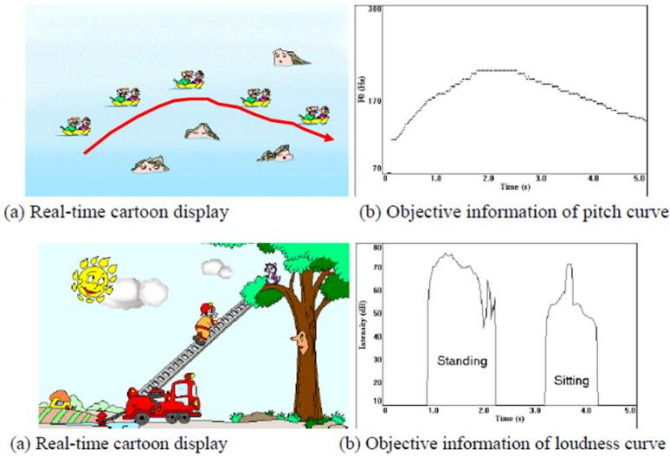 300
F0 (Hz)
170
70
0 1.0 2.0 3.0 4.0 5.0
Time (s)
(a) Real-time cartoon display
(b) Objective information of pitch curve
80
70
60
50
40
30
20
10
Intensity (dB)
Standing
Sitting
0 1.0 2.0 3.0 4.0 5.0
Time (s)
(a) Real-time cartoon display
(b) Objective information of loudness curve